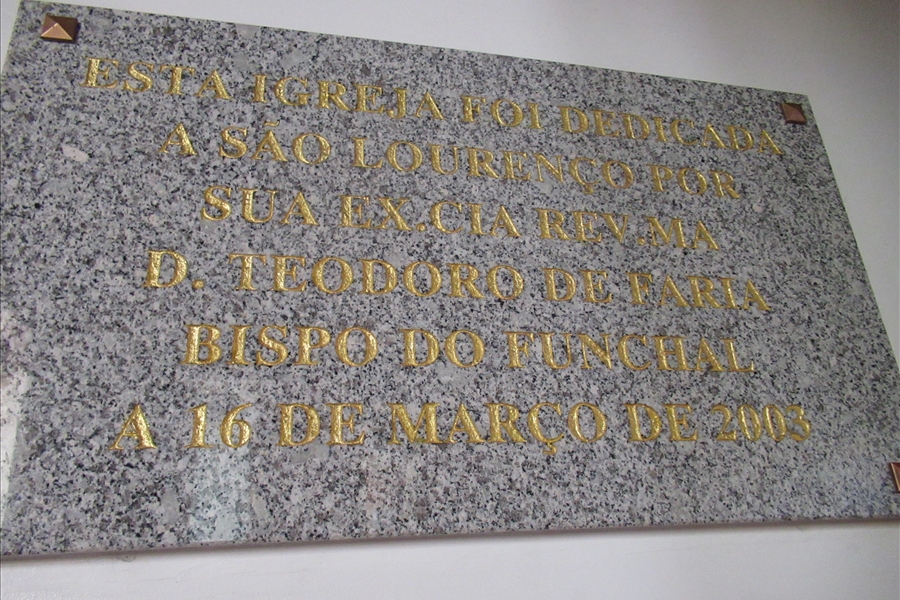 ESTA IGREJA FOI DEDICADA
A SÃO LOURENÇO POR
SUA EX.CIA REV.MA
D. TEODORO DE FARIA
BISPO DO FUNCHAL
A 16 DE MARÇO DE 2003